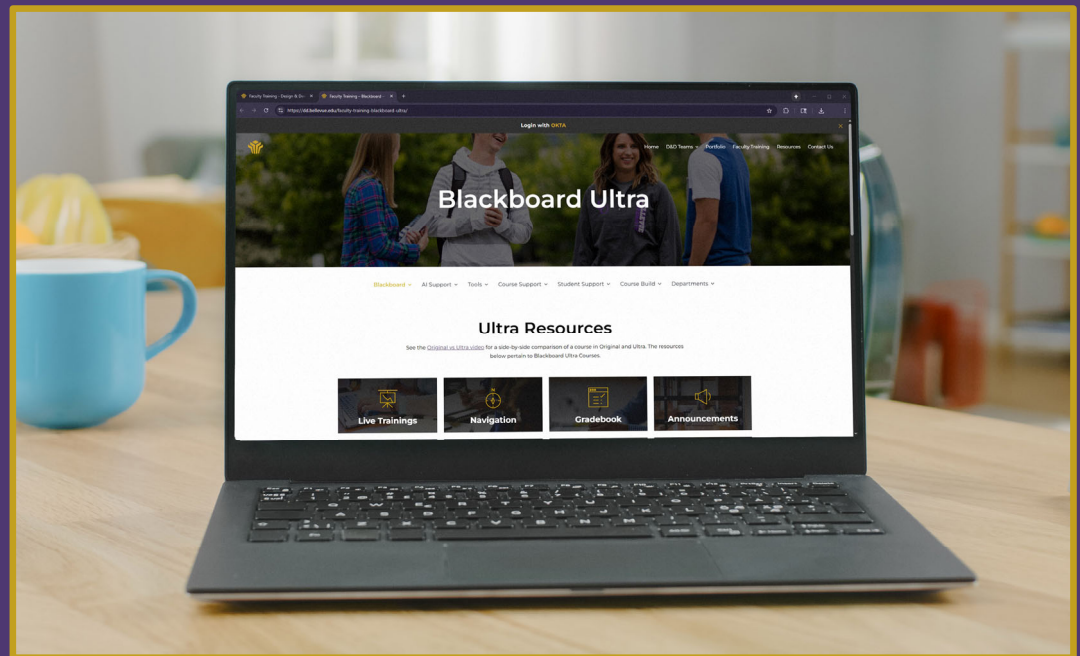 Faculty Training - Design & De
Faculty Training - Blackboard
https://dd.bellevue.edu/faculty-training-blackboard-ultra/
Login with OKTA
Home D&D Teams Portfolio Faculty Training Resources Contact Us
Blackboard Ultra
Blackboard AI Support Tools Course Support Student Support Course Build Departments
Ultra Resources
See the Original vs Ultra video for a side-by-side comparison of a course in Original and Ultra. The resources
below pertain to Blackboard Ultra Courses.
Live Trainings Navigation Gradebook Announcements